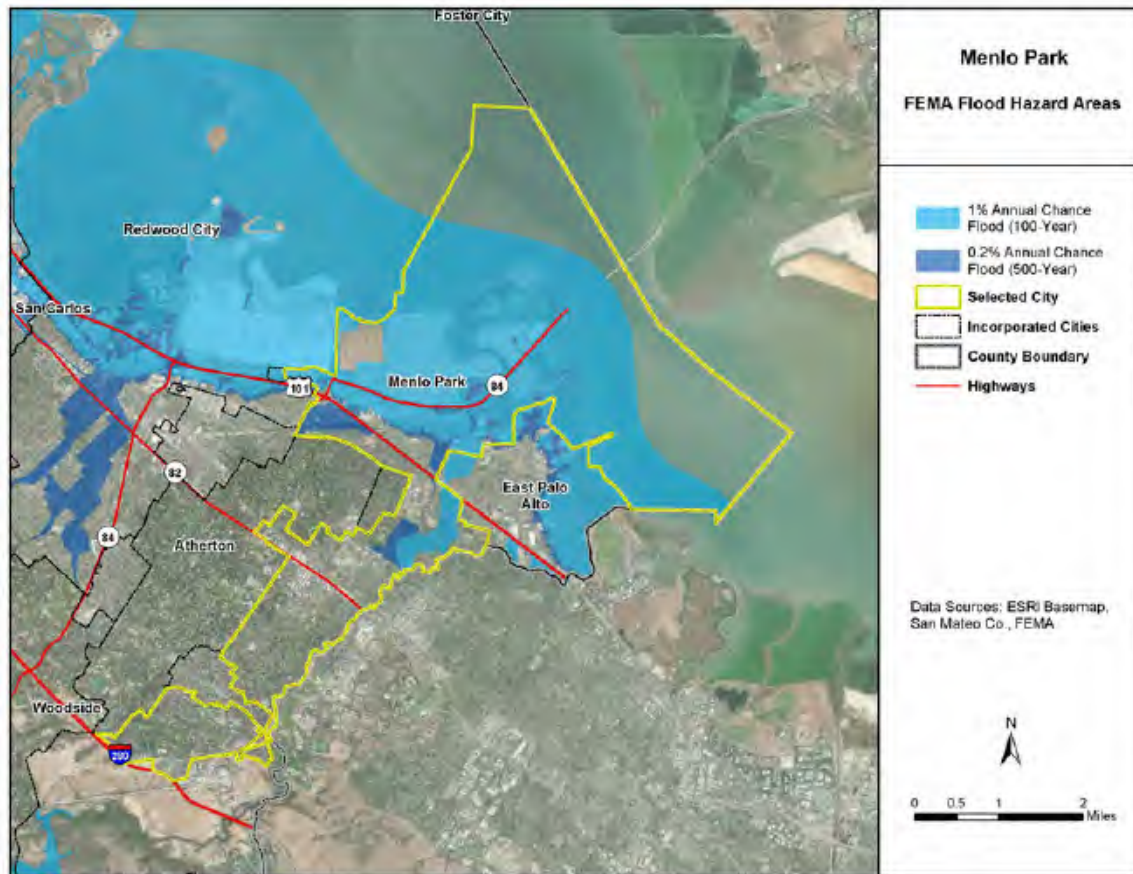 Foster City
Redwood City
San Carlos
101
Menlo Park
84
82
East Palo
Alto
84
Atherton
Woodside
280
Menlo Park
FEMA Flood Hazard Areas
1% Annual Chance
Flood (100-Year)
0.2% Annual Chance
Flood (500-Year)
Selected City
Incorporated Cities
County Boundary
Highways
Data Sources: ESRI Basemap,
San Mateo Co., FEMA
N
0 0.5 1 2
Miles